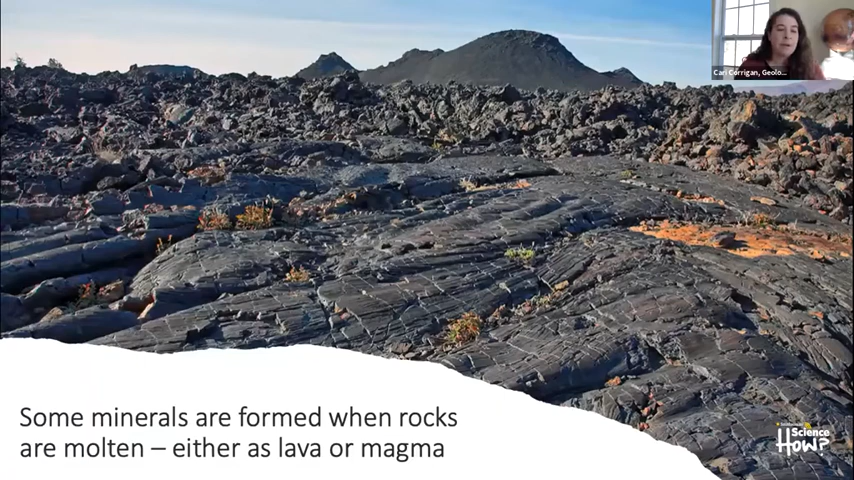 Cari Corrigan, Geolo...
Some minerals are formed when rocks
are molten – either as lava or magma
Science
HOW?